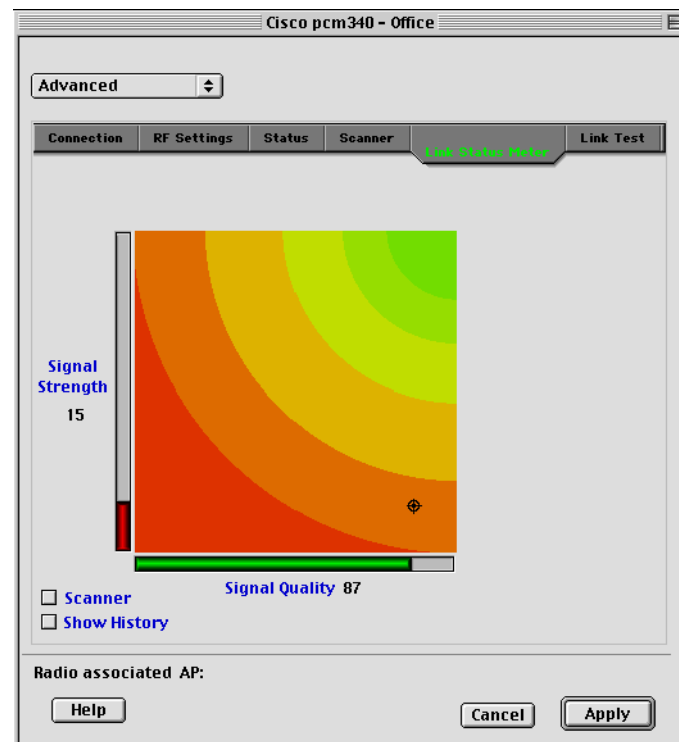 Cisco pcm340 - Office
Advanced
Connection RF Settings Status Scanner Link Status Meter Link Test
Signal
Strength
15
Signal Quality 87
Scanner
Show History
Radio associated AP:
Help Cancel Apply